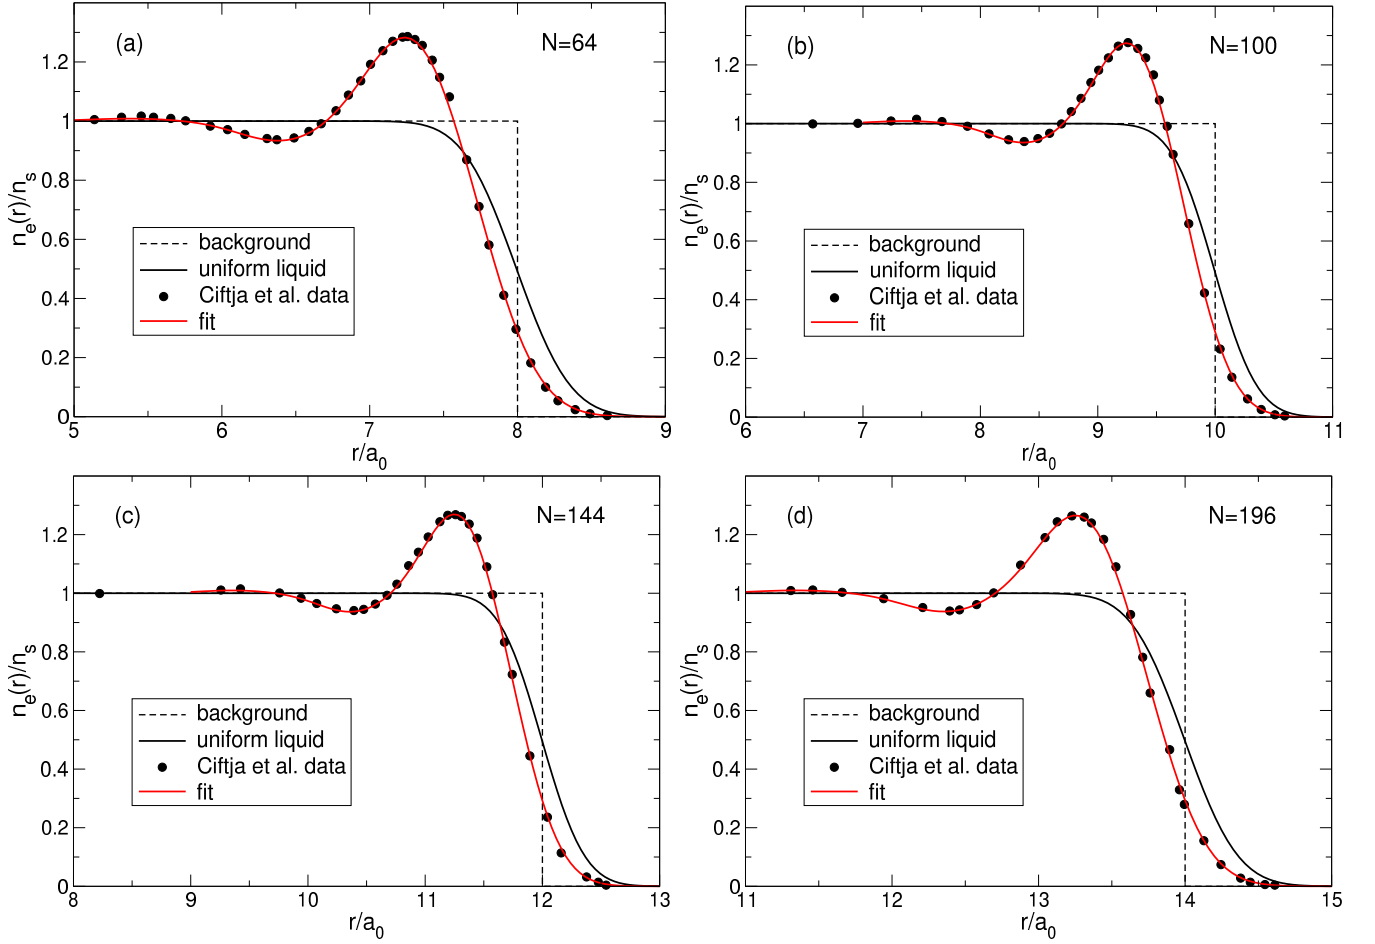 (a)
N=64
1.2
1
0.8
0.6
0.4
0.2
0
n_e(r)/n_s
background
uniform liquid
Ciftja et al. data
fit
5 6 7 8 9
r/a_0
(b)
N=100
1.2
1
0.8
0.6
0.4
0.2
0
n_e(r)/n_s
background
uniform liquid
Ciftja et al. data
fit
6 7 8 9 10 11
r/a_0
(c)
N=144
1.2
1
0.8
0.6
0.4
0.2
0
n_e(r)/n_s
background
uniform liquid
Ciftja et al. data
fit
8 9 10 11 12 13
r/a_0
(d)
N=196
1.2
1
0.8
0.6
0.4
0.2
0
n_e(r)/n_s
background
uniform liquid
Ciftja et al. data
fit
11 12 13 14 15
r/a_0